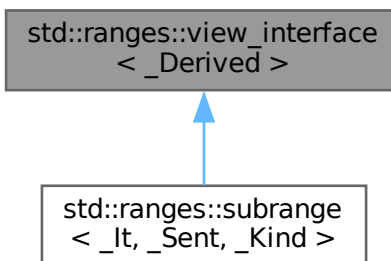 std::ranges::view_interface
< _Derived >
std::ranges::subrange
< _It, _Sent, _Kind >